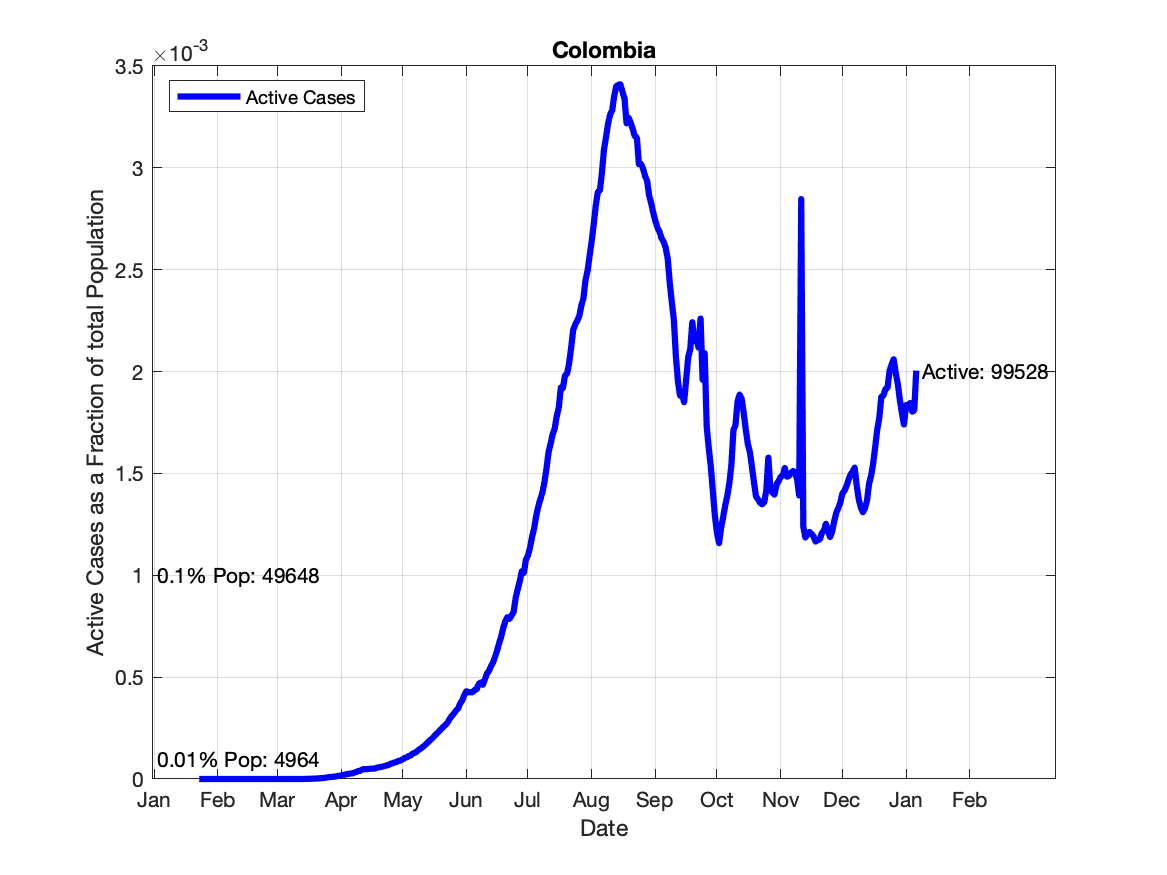 Colombia
×10-3
Active Cases
3.5
3
2.5
2
1.5
1
0.5
0
Active Cases as a Fraction of total Population
Active: 99528
0.1% Pop: 49648
0.01% Pop: 4964
Jan Feb Mar Apr May Jun Jul Aug Sep Oct Nov Dec Jan Feb
Date